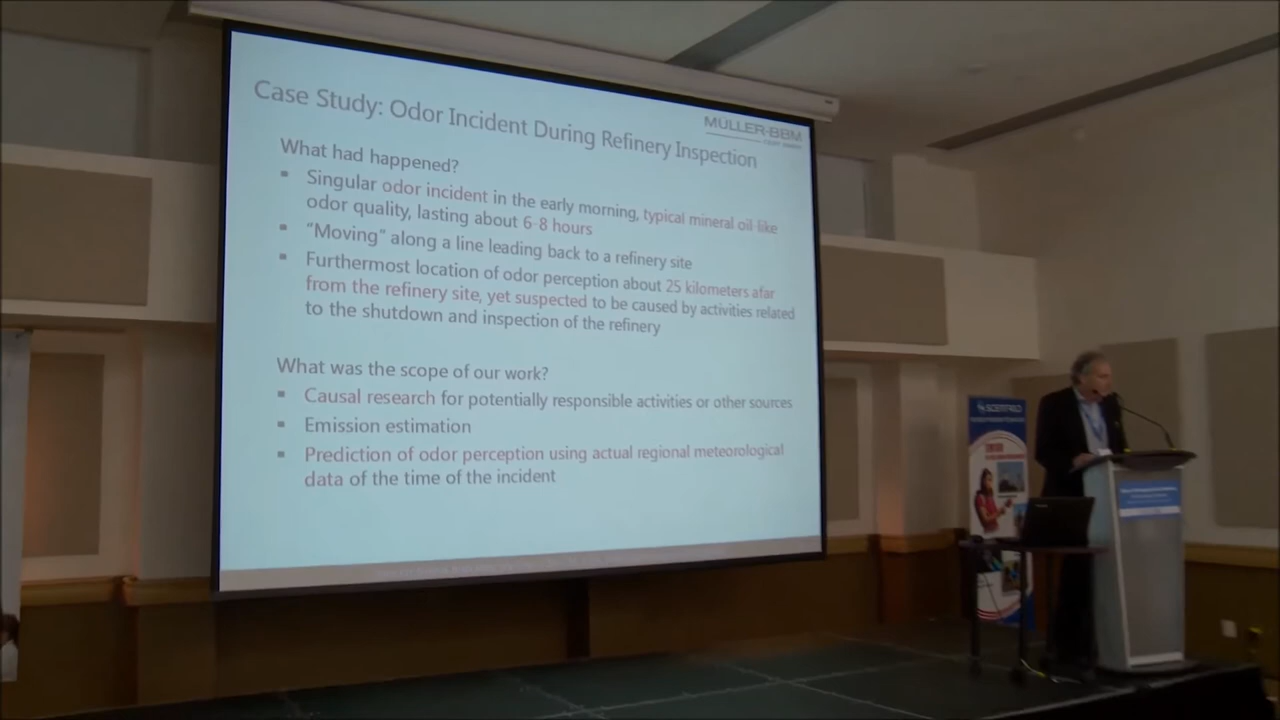 Case Study: Odor Incident During Refinery Inspection
MÜLLER-BBM
What had happened?
▪ Singular odor incident in the early morning, typical mineral oil like
odor quality, lasting about 6-8 hours
▪ "Moving" along a line leading back to a refinery site
▪ Furthermost location of odor perception about 25 kilometers afar
from the refinery site, yet suspected to be caused by activities related
to the shutdown and inspection of the refinery
What was the scope of our work?
▪ Causal research for potentially responsible activities or other sources
▪ Emission estimation
▪ Prediction of odor perception using actual regional meteorological
data of the time of the incident
SCENTROID